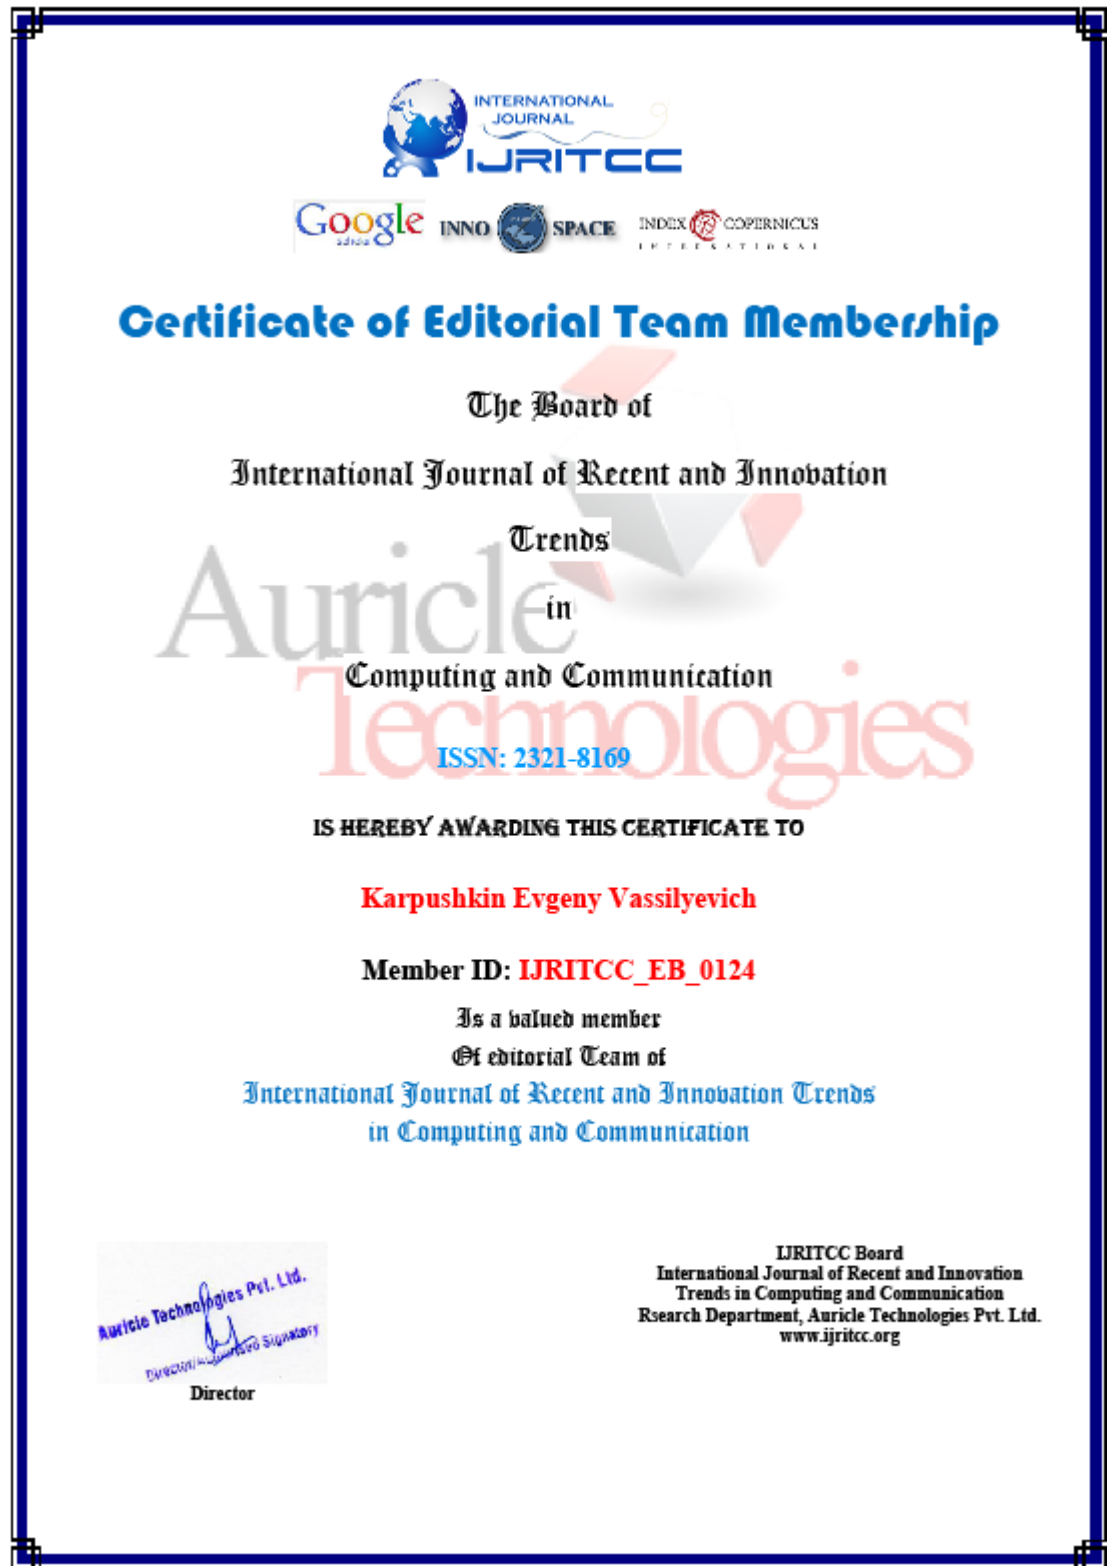 INTERNATIONAL
JOURNAL
IJRITCC
Google
INNO SPACE
INDEX COPERNICUS
INTERNATIONAL
Certificate of Editorial Team Membership
The Board of
International Journal of Recent and Innovation
Trends
in
Computing and Communication
Auricle
Technologies
ISSN: 2321-8169
IS HEREBY AWARDING THIS CERTIFICATE TO
Karpushkin Evgeny Vassilyevich
Member ID: IJRITCC_EB_0124
Is a valued member
Of editorial Team of
International Journal of Recent and Innovation Trends
in Computing and Communication
Auricle Technologies Pvt. Ltd.
Director/Authorised Signatory
Director
IJRITCC Board
International Journal of Recent and Innovation
Trends in Computing and Communication
Rsearch Department, Auricle Technologies Pvt. Ltd.
www.ijritcc.org